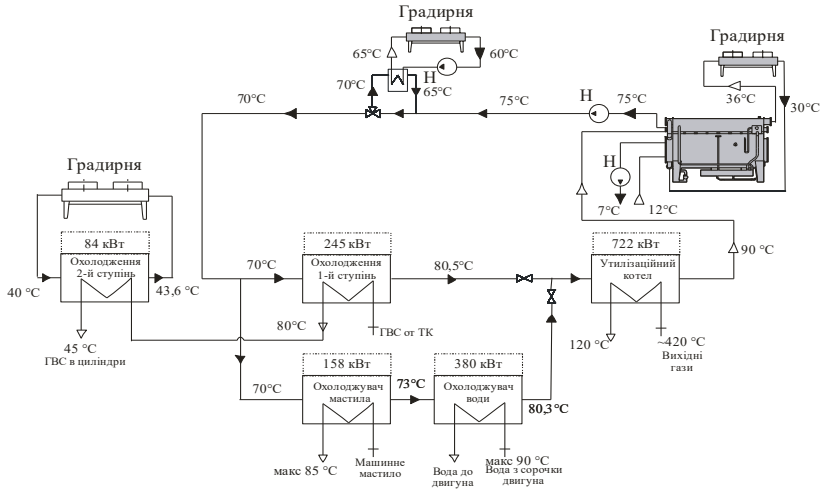 Градирня
65°C
60°C
70°C
Н
65°C
Градирня
36°C
30°C
70°C
75°C
Н
75°C
Н
7°C
12°C
Градирня
84 кВт
Охолодження
2-й ступінь
40 °C
43,6 °C
45 °C
ГВС в циліндри
70°C
245 кВт
Охолодження
1-й ступінь
80,5°C
80°C
ГВС от ТК
722 кВт
Утилізаційний
котел
90 °C
120 °C
~420 °C
Вихідні
гази
70°C
158 кВт
Охолоджувач
мастила
73°C
380 кВт
Охолоджувач
води
80,3°C
макс 85 °C
Машинне
мастило
Вода до
двигуна
макс 90 °C
Вода з сорочки
двигуна